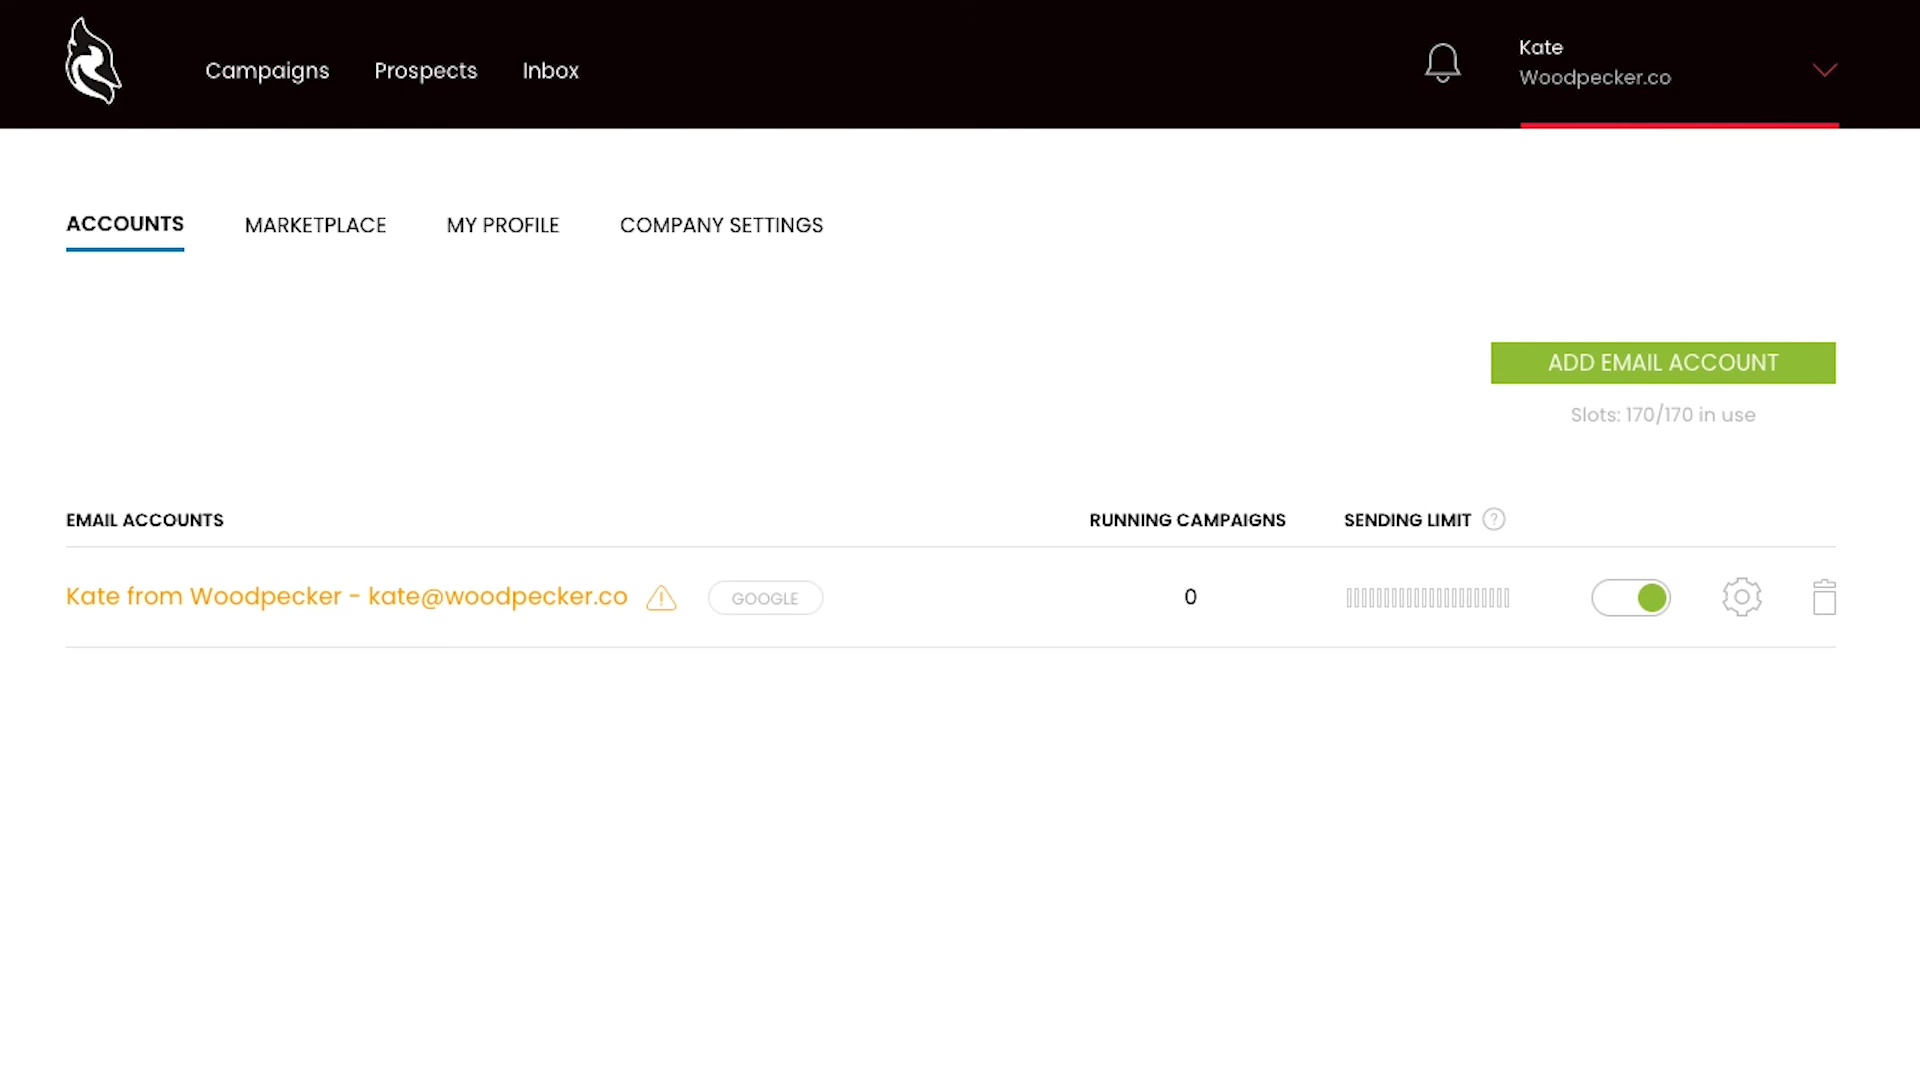 Campaigns Prospects Inbox
Kate
Woodpecker.co
ACCOUNTS MARKETPLACE MY PROFILE COMPANY SETTINGS
ADD EMAIL ACCOUNT
Slots: 170/170 in use
EMAIL ACCOUNTS RUNNING CAMPAIGNS SENDING LIMIT ?
Kate from Woodpecker - kate@woodpecker.co GOOGLE 0